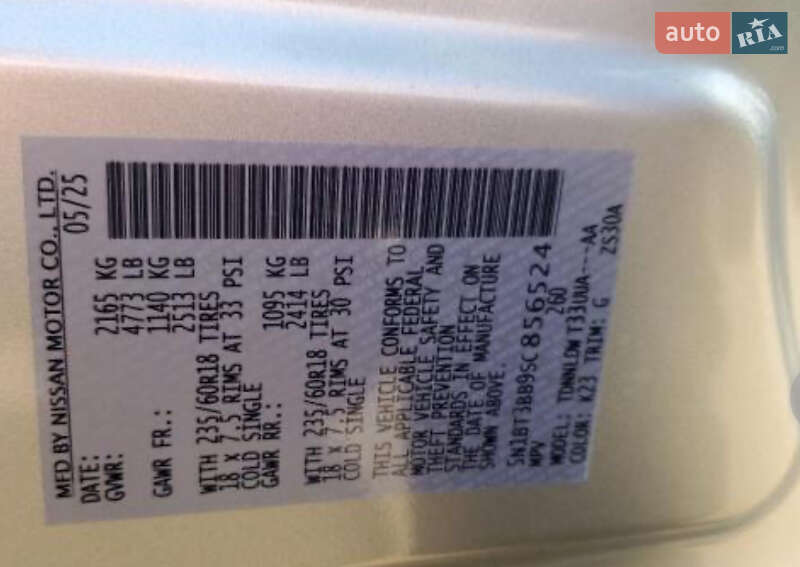 auto RIA.com
MFD BY NISSAN MOTOR CO., LTD.
DATE: 05/25
GVWR: 2165 KG
4773 LB
GAWR FR.: 1140 KG
2513 LB
WITH 235/60R18 TIRES
18 X 7.5 RIMS AT 33 PSI
COLD SINGLE
GAWR RR.: 1095 KG
2414 LB
WITH 235/60R18 TIRES
18 X 7.5 RIMS AT 30 PSI
COLD SINGLE
THIS VEHICLE CONFORMS TO
ALL APPLICABLE FEDERAL
MOTOR VEHICLE SAFETY AND
THEFT PREVENTION
STANDARDS IN EFFECT ON
THE DATE OF MANUFACTURE
SHOWN ABOVE.
5N1BT3BB9SC856524
MPV 260
MODEL: TDNNLDW T33UUA----AA
COLOR: K23 TRIM: G ZS30A